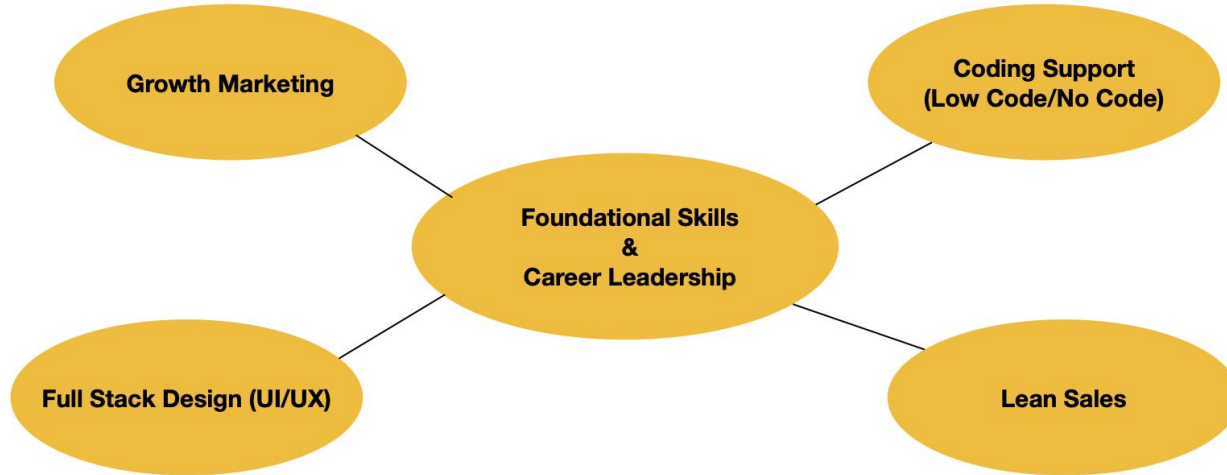 Growth Marketing
Coding Support
(Low Code/No Code)
Foundational Skills
&
Career Leadership
Full Stack Design (UI/UX)
Lean Sales